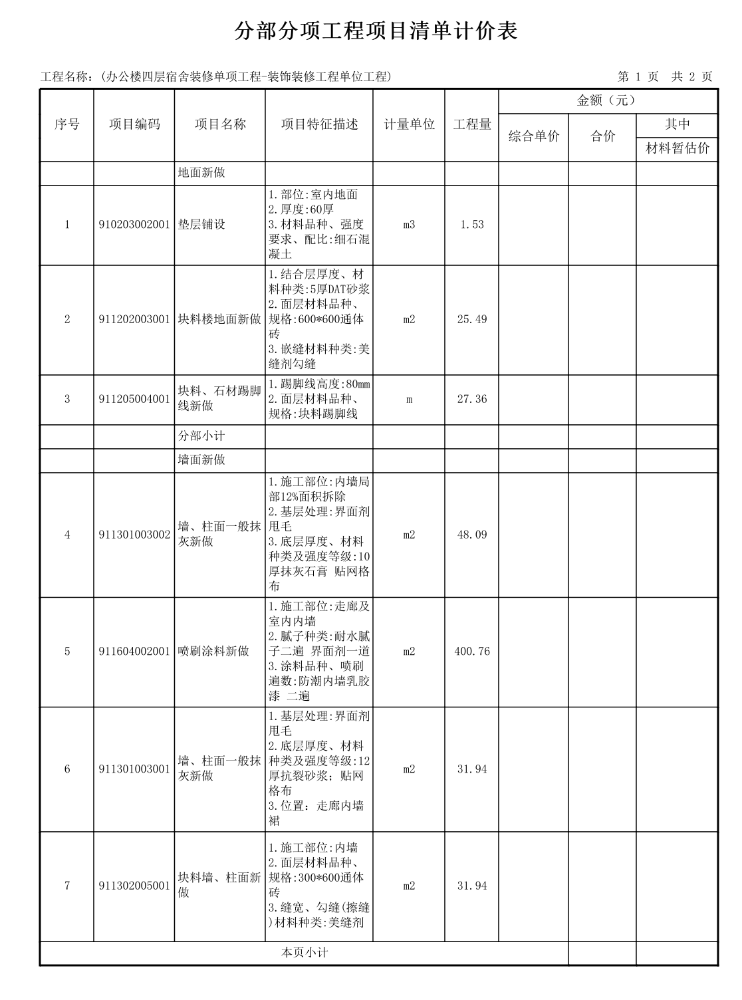 分部分项工程项目清单计价表
工程名称：(办公楼四层宿舍装修单项工程-装饰装修工程单位工程)
第 1 页 共 2 页
序号
项目编码
项目名称
项目特征描述
计量单位
工程量
金额（元）
综合单价
合价
其中
材料暂估价
地面新做
1
910203002001
垫层铺设
1.部位:室内地面
2.厚度:60厚
3.材料品种、强度
要求、配比:细石混
凝土
m3
1.53
2
911202003001
块料楼地面新做
1.结合层厚度、材
料种类:5厚DAT砂浆
2.面层材料品种、
规格:600*600通体
砖
3.嵌缝材料种类:美
缝剂勾缝
m2
25.49
3
911205004001
块料、石材踢脚
线新做
1.踢脚线高度:80mm
2.面层材料品种、
规格:块料踢脚线
m
27.36
分部小计
墙面新做
4
911301003002
墙、柱面一般抹
灰新做
1.施工部位:内墙局
部12%面积拆除
2.基层处理:界面剂
甩毛
3.底层厚度、材料
种类及强度等级:10
厚抹灰石膏 贴网格
布
m2
48.09
5
911604002001
喷刷涂料新做
1.施工部位:走廊及
室内内墙
2.腻子种类:耐水腻
子二遍 界面剂一道
3.涂料品种、喷刷
遍数:防潮内墙乳胶
漆 二遍
m2
400.76
6
911301003001
墙、柱面一般抹
灰新做
1.基层处理:界面剂
甩毛
2.底层厚度、材料
种类及强度等级:12
厚抗裂砂浆；贴网
格布
3.位置：走廊内墙
裙
m2
31.94
7
911302005001
块料墙、柱面新
做
1.施工部位:内墙
2.面层材料品种、
规格:300*600通体
砖
3.缝宽、勾缝(擦缝
)材料种类:美缝剂
m2
31.94
本页小计